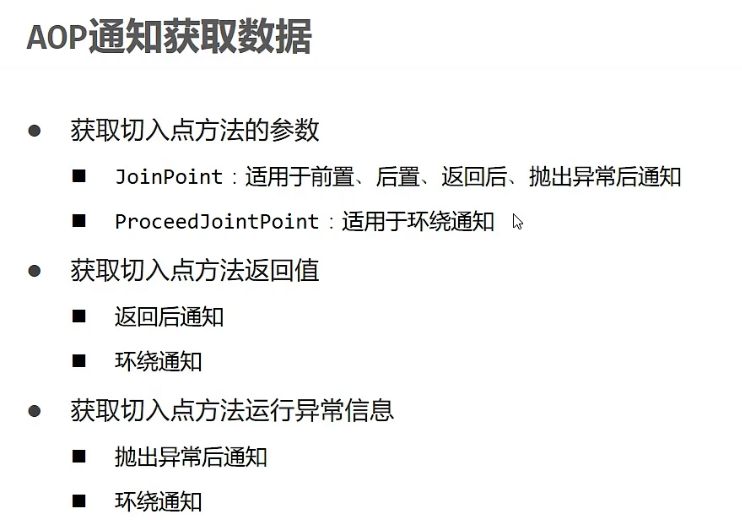 AOP通知获取数据
● 获取切入点方法的参数
■ JoinPoint：适用于前置、后置、返回后、抛出异常后通知
■ ProceedJointPoint：适用于环绕通知
● 获取切入点方法返回值
■ 返回后通知
■ 环绕通知
● 获取切入点方法运行异常信息
■ 抛出异常后通知
■ 环绕通知